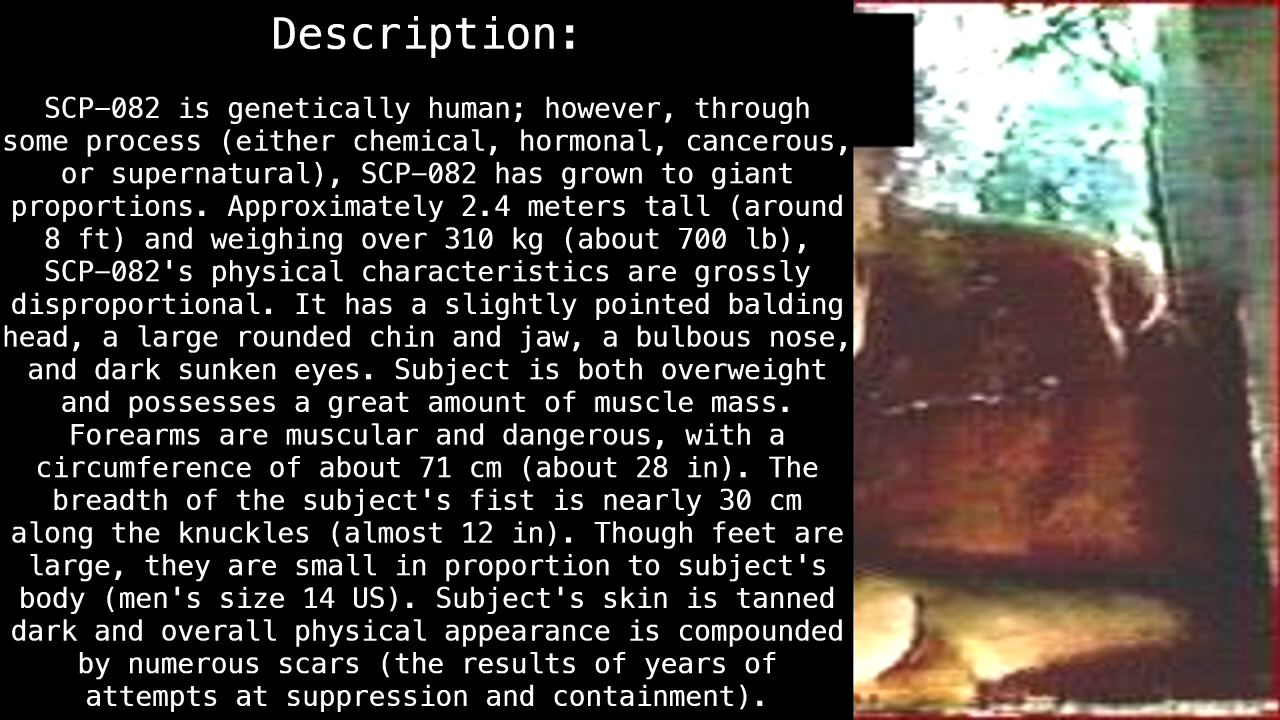 Description:
SCP-082 is genetically human; however, through
some process (either chemical, hormonal, cancerous,
or supernatural), SCP-082 has grown to giant
proportions. Approximately 2.4 meters tall (around
8 ft) and weighing over 310 kg (about 700 lb),
SCP-082's physical characteristics are grossly
disproportional. It has a slightly pointed balding
head, a large rounded chin and jaw, a bulbous nose,
and dark sunken eyes. Subject is both overweight
and possesses a great amount of muscle mass.
Forearms are muscular and dangerous, with a
circumference of about 71 cm (about 28 in). The
breadth of the subject's fist is nearly 30 cm
along the knuckles (almost 12 in). Though feet are
large, they are small in proportion to subject's
body (men's size 14 US). Subject's skin is tanned
dark and overall physical appearance is compounded
by numerous scars (the results of years of
attempts at suppression and containment).